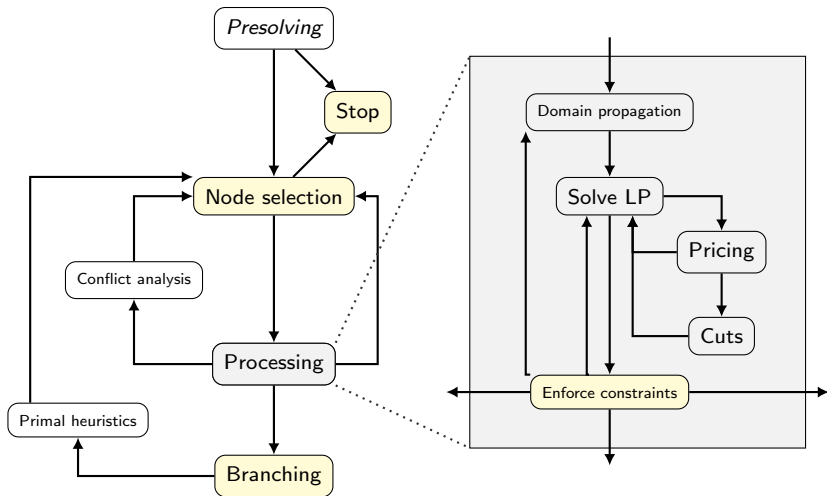 Presolving
Stop
Node selection
Conflict analysis
Processing
Primal heuristics
Branching
Domain propagation
Solve LP
Pricing
Cuts
Enforce constraints